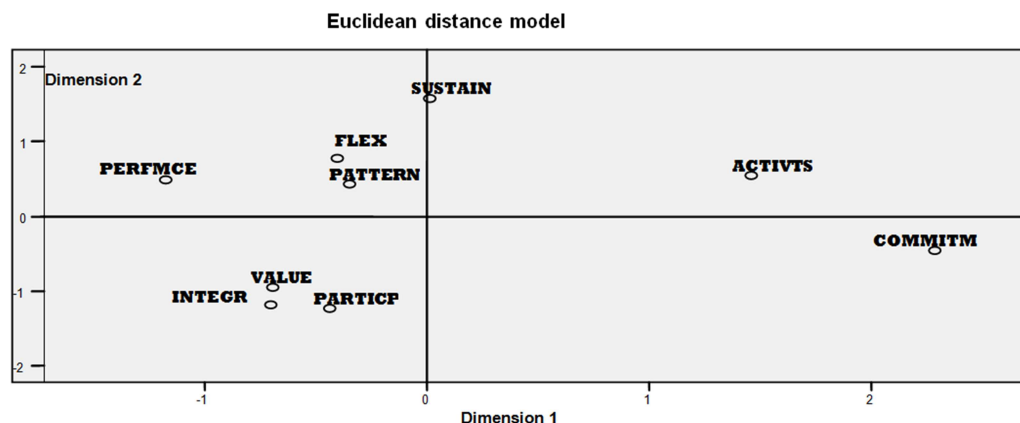 Euclidean distance model
2
Dimension 2
SUSTAIN
1
FLEX
PERFMCE
PATTERN
ACTIVTS
0
COMMITM
-1
VALUE
INTEGR
PARTICP
-2
-1
0
1
2
Dimension 1